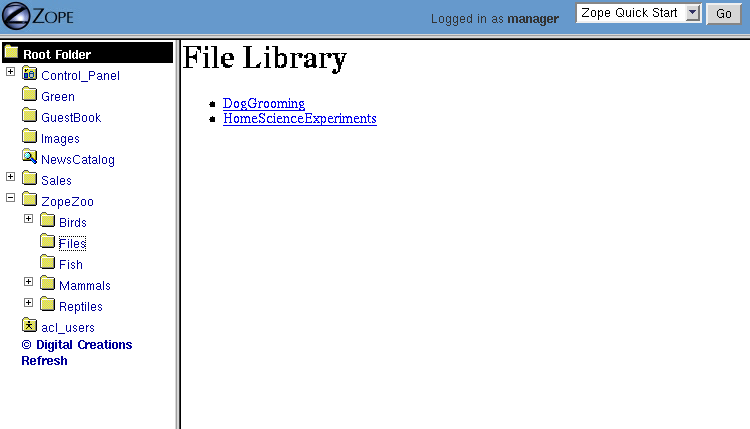 ZOPE
Logged in as manager
Zope Quick Start
Go
Root Folder
Control_Panel
Green
GuestBook
Images
NewsCatalog
Sales
ZopeZoo
Birds
Files
Fish
Mammals
Reptiles
acl_users
© Digital Creations
Refresh
File Library
DogGrooming
HomeScienceExperiments